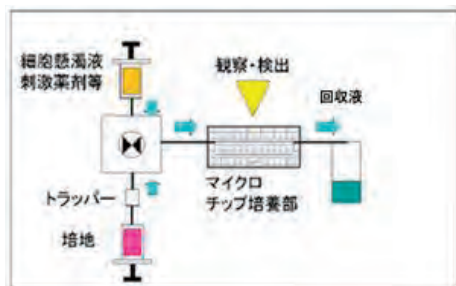 細胞懸濁液
刺激薬剤等
観察・検出
回収液
トラッパー
マイクロ
チップ培養部
培地